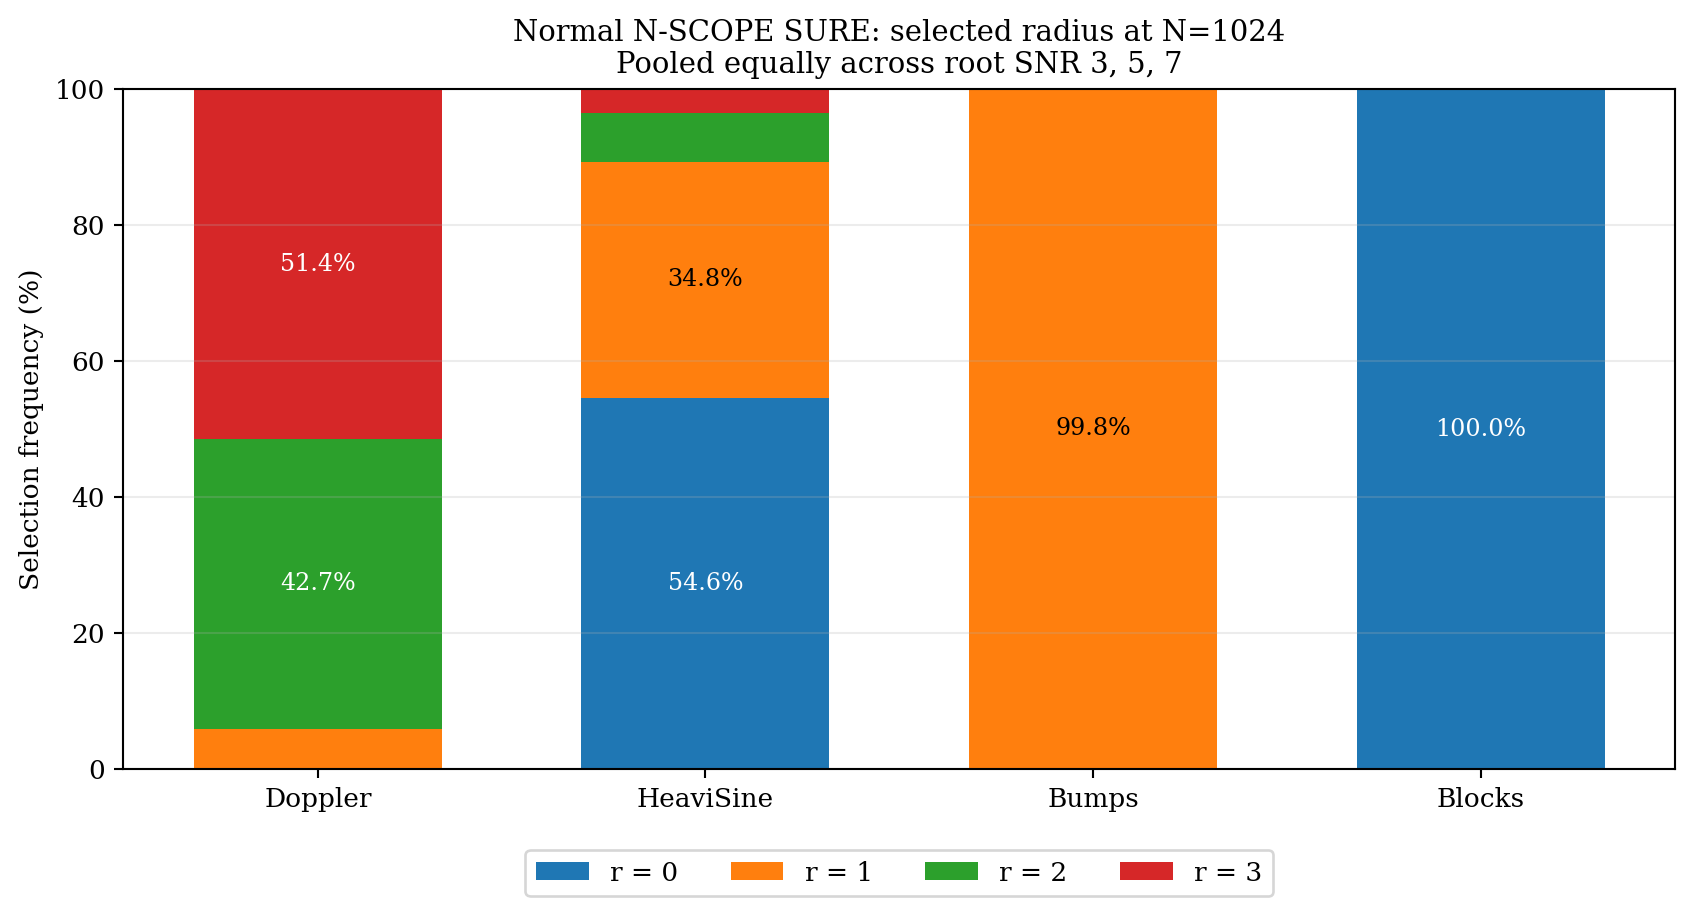 Normal N-SCOPE SURE: selected radius at N=1024
Pooled equally across root SNR 3, 5, 7
Selection frequency (%)
100
80
60
40
20
0
51.4%
42.7%
34.8%
54.6%
99.8%
100.0%
Doppler
HeaviSine
Bumps
Blocks
r = 0
r = 1
r = 2
r = 3